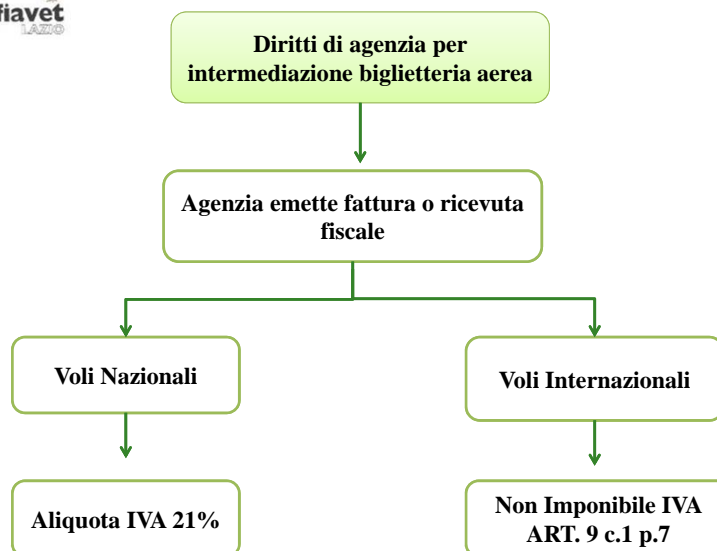 fiavet
LAZIO
Diritti di agenzia per
intermediazione biglietteria aerea
Agenzia emette fattura o ricevuta
fiscale
Voli Nazionali
Voli Internazionali
Aliquota IVA 21%
Non Imponibile IVA
ART. 9 c.1 p.7